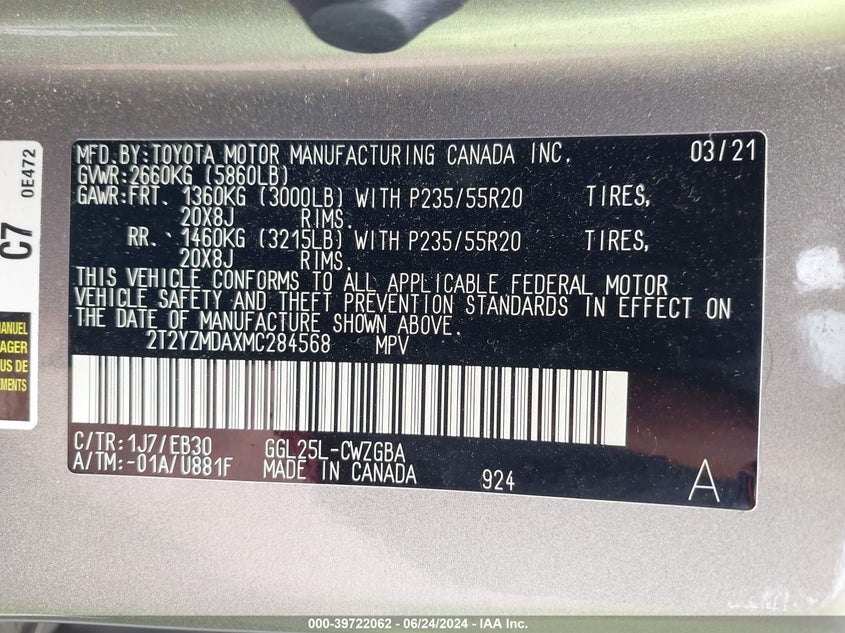 MFD.BY:TOYOTA MOTOR MANUFACTURING CANADA INC. 03/21
GVWR:2660KG (5860LB)
GAWR:FRT. 1360KG (3000LB) WITH P235/55R20 TIRES,
20X8J RIMS.
RR. 1460KG (3215LB) WITH P235/55R20 TIRES,
20X8J RIMS.
THIS VEHICLE CONFORMS TO ALL APPLICABLE FEDERAL MOTOR
VEHICLE SAFETY AND THEFT PREVENTION STANDARDS IN EFFECT ON
THE DATE OF MANUFACTURE SHOWN ABOVE.
2T2YZMDAXMC284568 MPV
C/TR:1J7/EB30 GGL25L-CWZGBA
A/TM:-01A/U881F MADE IN CANADA 924 A
C7 0E472
MANUEL
AGER
US DE
EMENTS
000-39722062 - 06/24/2024 - IAA Inc.